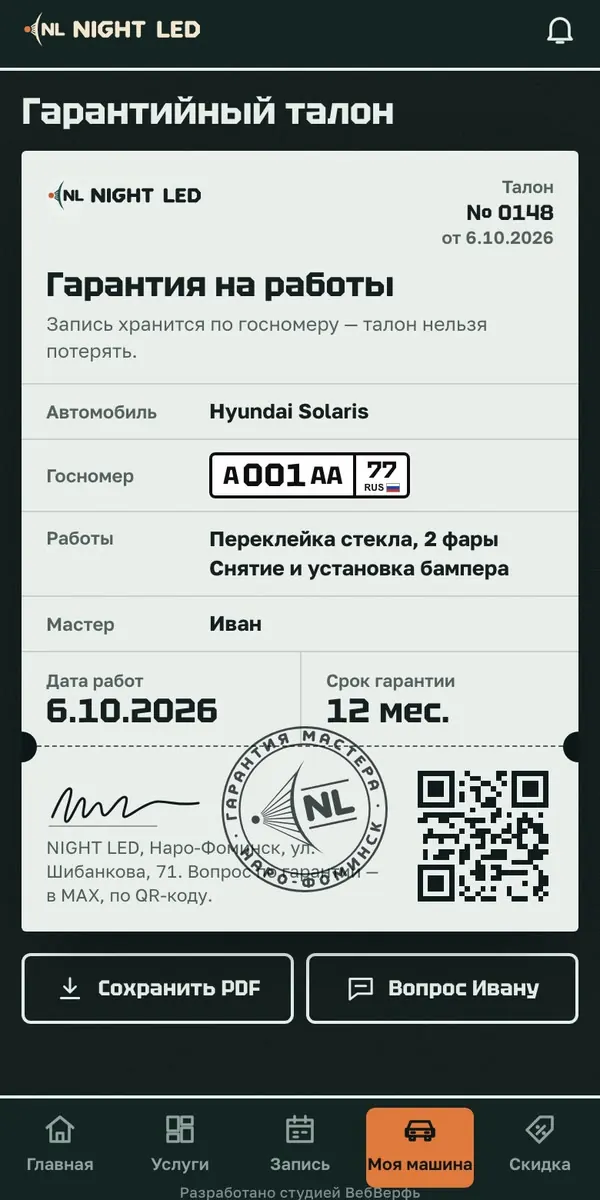 NL NIGHT LED
Гарантийный талон
NL NIGHT LED
Талон
№ 0148
от 6.10.2026
Гарантия на работы
Запись хранится по госномеру — талон нельзя
потерять.
Автомобиль
Hyundai Solaris
Госномер
А001АА 77
RUS
Работы
Переклейка стекла, 2 фары
Снятие и установка бампера
Мастер
Иван
Дата работ
6.10.2026
Срок гарантии
12 мес.
ГАРАНТИЯ МАСТЕРА
NL
НАРО-ФОМИНСК
NIGHT LED, Наро-Фоминск, ул.
Шибанкова, 71. Вопрос по гарантии —
в MAX, по QR-коду.
Сохранить PDF
Вопрос Ивану
Главная
Услуги
Запись
Моя машина
Скидка
Разработано студией ВебВерфь